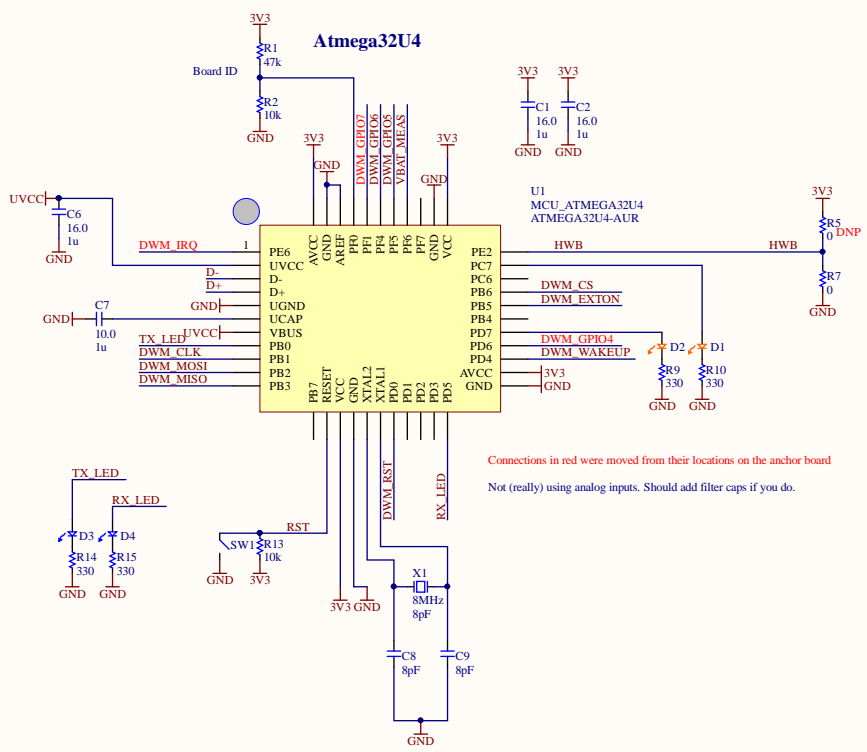 Atmega32U4
3V3
R1
47k
Board ID
R2
10k
GND
3V3
3V3
C1
16.0
1u
C2
16.0
1u
GND
GND
3V3
GND
DWM_GPIO7
DWM_GPIO6
DWM_GPIO5
VBAT_MEAS
3V3
GND
U1
MCU_ATMEGA32U4
ATMEGA32U4-AUR
UVCC
C6
16.0
1u
GND
3V3
R5
0
DNP
R7
0
GND
AVCC
GND
AREF
PF0
PF1
PF4
PF5
PF6
PF7
GND
VCC
DWM_IRQ
1
PE6
UVCC
D-
D-
D+
D+
GND
UGND
C7
10.0
1u
GND
UCAP
UVCC
VBUS
TX_LED
PB0
DWM_CLK
PB1
DWM_MOSI
PB2
DWM_MISO
PB3
PE2
HWB
HWB
PC7
PC6
PB6
DWM_CS
PB5
DWM_EXTON
PB4
PD7
PD6
DWM_GPIO4
PD4
DWM_WAKEUP
AVCC
3V3
GND
GND
D2
D1
R9
330
R10
330
GND
GND
PB7
RESET
VCC
GND
XTAL2
XTAL1
PD0
PD1
PD2
PD3
PD5
DWM_RST
RX_LED
Connections in red were moved from their locations on the anchor board
Not (really) using analog inputs. Should add filter caps if you do.
TX_LED
RX_LED
D3
D4
R14
330
R15
330
GND
GND
RST
SW1
R13
10k
GND
3V3
3V3
GND
X1
8MHz
8pF
C8
8pF
C9
8pF
GND